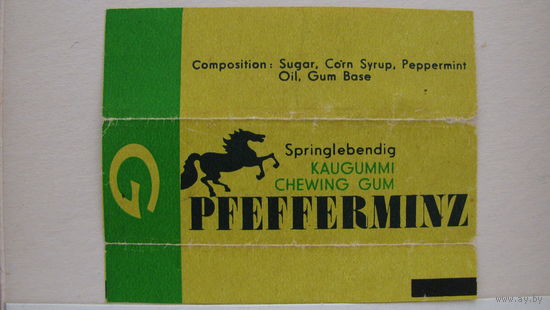 Composition: Sugar, Corn Syrup, Peppermint
Oil, Gum Base
G
Springlebendig
KAUGUMMI
CHEWING GUM
PFEFFERMINZ
© www.ay.by